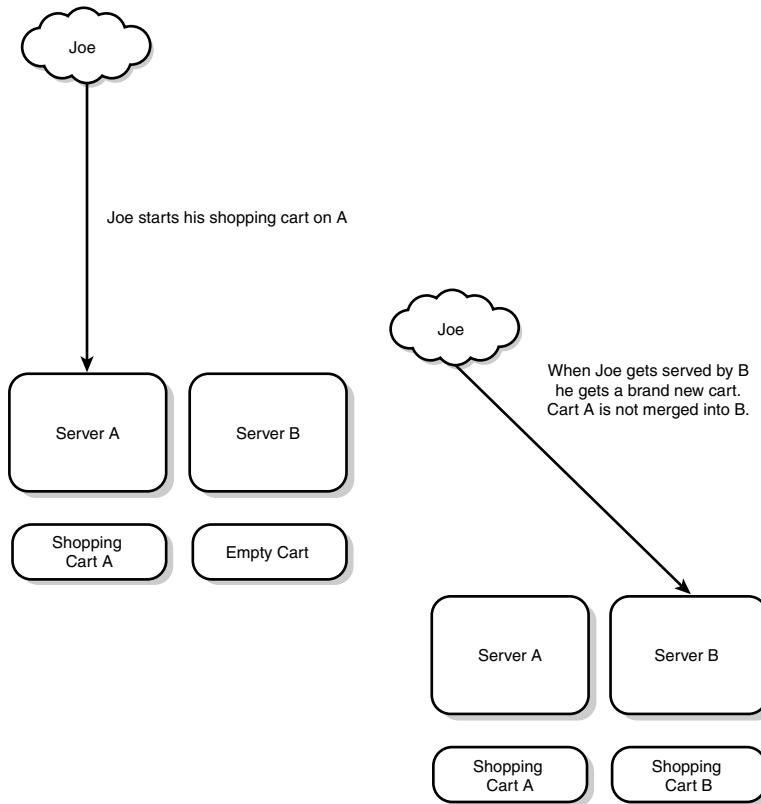 Joe
Joe starts his shopping cart on A
Server A
Server B
Shopping
Cart A
Empty Cart
Joe
When Joe gets served by B
he gets a brand new cart.
Cart A is not merged into B.
Server A
Server B
Shopping
Cart A
Shopping
Cart B